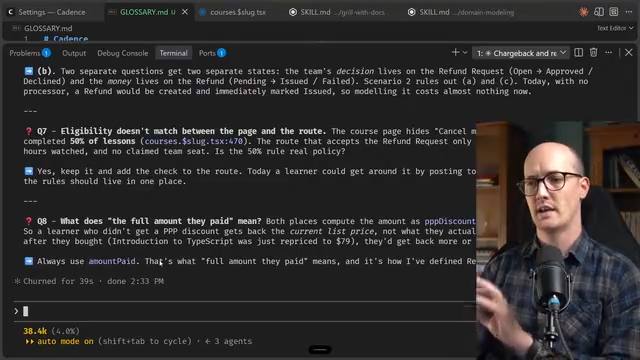 Settings — Cadence
GLOSSARY.md U
courses.$slug.tsx
SKILL.md .../grill-with-docs
SKILL.md .../domain-modeling
Text Editor
1 # Cadence
Problems 1
Output
Debug Console
Terminal
Ports 1
1: ✳ Chargeback and re
➡ (b). Two separate questions get two separate states: the team's decision lives on the Refund Request (Open → Approved /
Declined) and the money lives on the Refund (Pending → Issued / Failed). Scenario 2 rules out (a) and (c). Today, with no
processor, a Refund would be created and immediately marked Issued, so modelling it costs almost nothing now.
---
❓ Q7 — Eligibility doesn't match between the page and the route. The course page hides "Cancel m
completed 50% of lessons (courses.$slug.tsx:470). The route that accepts the Refund Request only
hours watched, and no claimed team seat. Is the 50% rule real policy?
➡ Yes, keep it and add the check to the route. Today a learner could get around it by posting to
the rules should live in one place.
---
❓ Q8 — What does "the full amount they paid" mean? Both places compute the amount as pppDiscount
So a learner who didn't get a PPP discount gets back the current list price, not what they actual
after they bought (Introduction to TypeScript was just repriced to $79), they'd get back more or
➡ Always use amountPaid. That's what "full amount they paid" means, and it's how I've defined Re
✻ Churned for 39s · done 2:33 PM
❯
38.4k (4.0%)
⏵⏵ auto mode on (shift+tab to cycle) · ← 3 agents